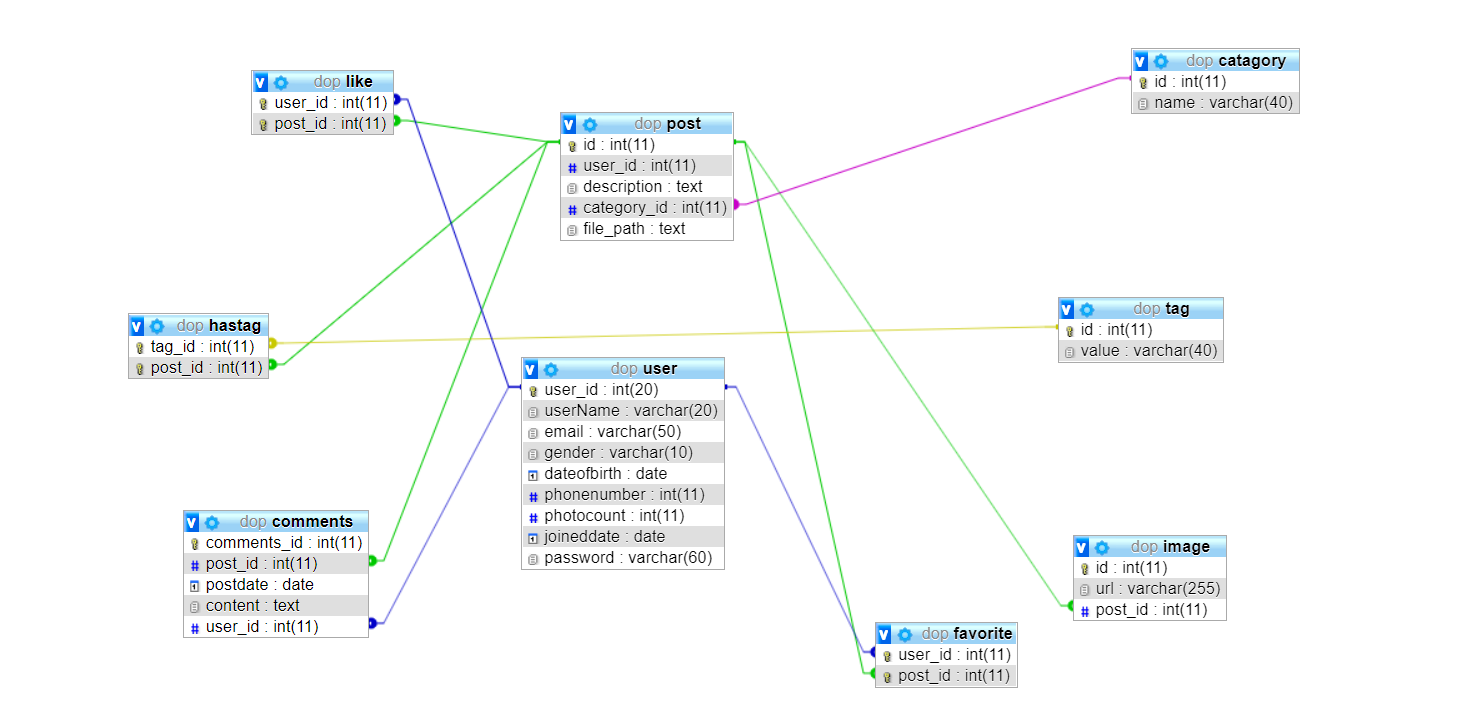 dop like
user_id : int(11)
post_id : int(11)
dop catagory
id : int(11)
name : varchar(40)
dop post
id : int(11)
user_id : int(11)
description : text
category_id : int(11)
file_path : text
dop hastag
tag_id : int(11)
post_id : int(11)
dop tag
id : int(11)
value : varchar(40)
dop user
user_id : int(20)
userName : varchar(20)
email : varchar(50)
gender : varchar(10)
dateofbirth : date
phonenumber : int(11)
photocount : int(11)
joineddate : date
password : varchar(60)
dop comments
comments_id : int(11)
post_id : int(11)
postdate : date
content : text
user_id : int(11)
dop image
id : int(11)
url : varchar(255)
post_id : int(11)
dop favorite
user_id : int(11)
post_id : int(11)